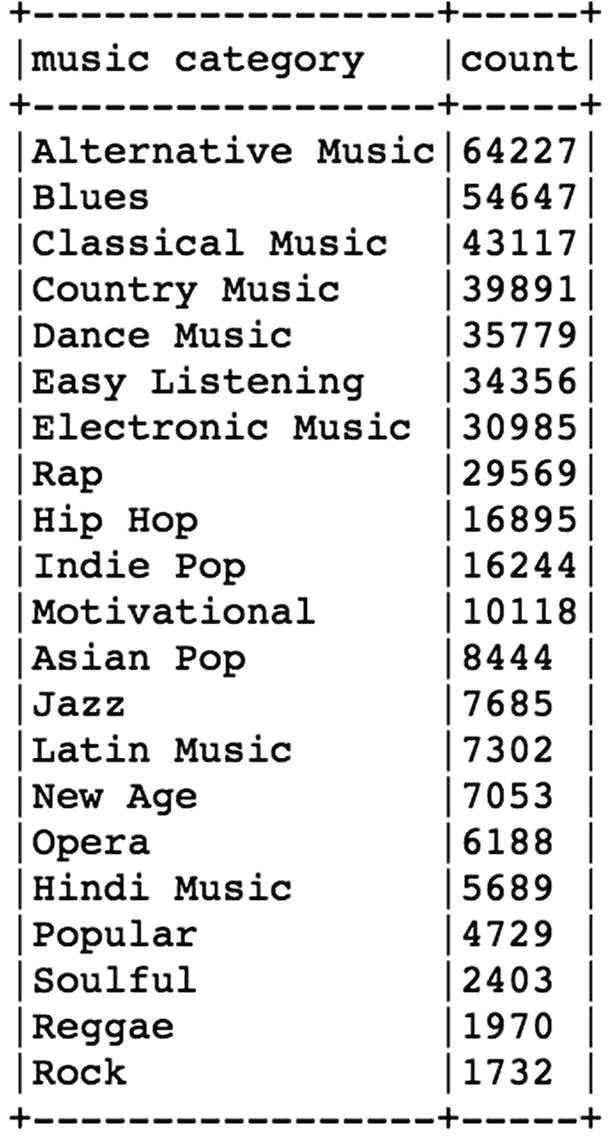 +-----------------+-----+
|music category   |count|
+-----------------+-----+
|Alternative Music|64227|
|Blues            |54647|
|Classical Music  |43117|
|Country Music    |39891|
|Dance Music      |35779|
|Easy Listening   |34356|
|Electronic Music |30985|
|Rap              |29569|
|Hip Hop          |16895|
|Indie Pop        |16244|
|Motivational     |10118|
|Asian Pop        |8444 |
|Jazz             |7685 |
|Latin Music      |7302 |
|New Age          |7053 |
|Opera            |6188 |
|Hindi Music      |5689 |
|Popular          |4729 |
|Soulful          |2403 |
|Reggae           |1970 |
|Rock             |1732 |
+-----------------+-----+